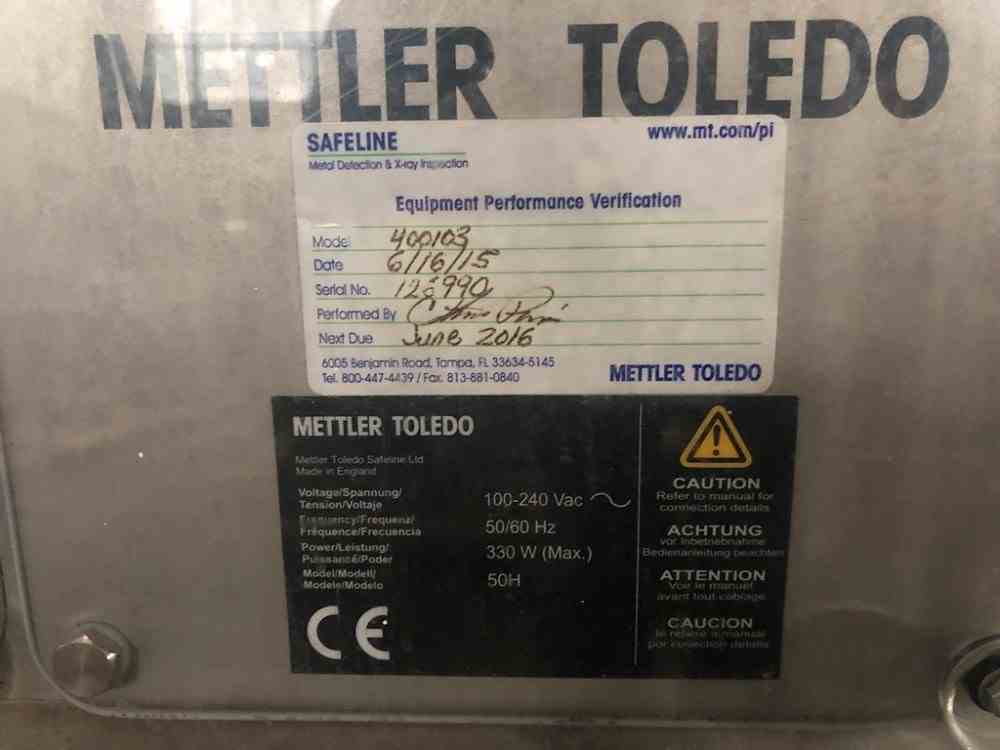 METTLER TOLEDO
SAFELINE
www.mt.com/pi
Metal Detection & X-ray Inspection
Equipment Performance Verification
Model 400103
Date 6/16/15
Serial No.
Performed By
Next Due June 2016
6005 Benjamin Road, Tampa, FL 33634-5145
Tel. 800-447-4439 / Fax. 813-881-0840
METTLER TOLEDO
METTLER TOLEDO
Mettler Toledo Safeline Ltd
Made in England
Voltage/Spannung/
Tension/Voltaje
100-240 Vac
Frequency/Frequenz/
Fréquence/Frecuencia
50/60 Hz
Power/Leistung/
Puissance/Poder
330 W (Max.)
Model/Modell/
Modele/Modelo
50H
CE
CAUTION
Refer to manual for
connection details
ACHTUNG
vor Inbetriebnahme
Bedienanleitung beachten
ATTENTION
Voir le manuel
avant tout cablage
CAUCION
por conection details